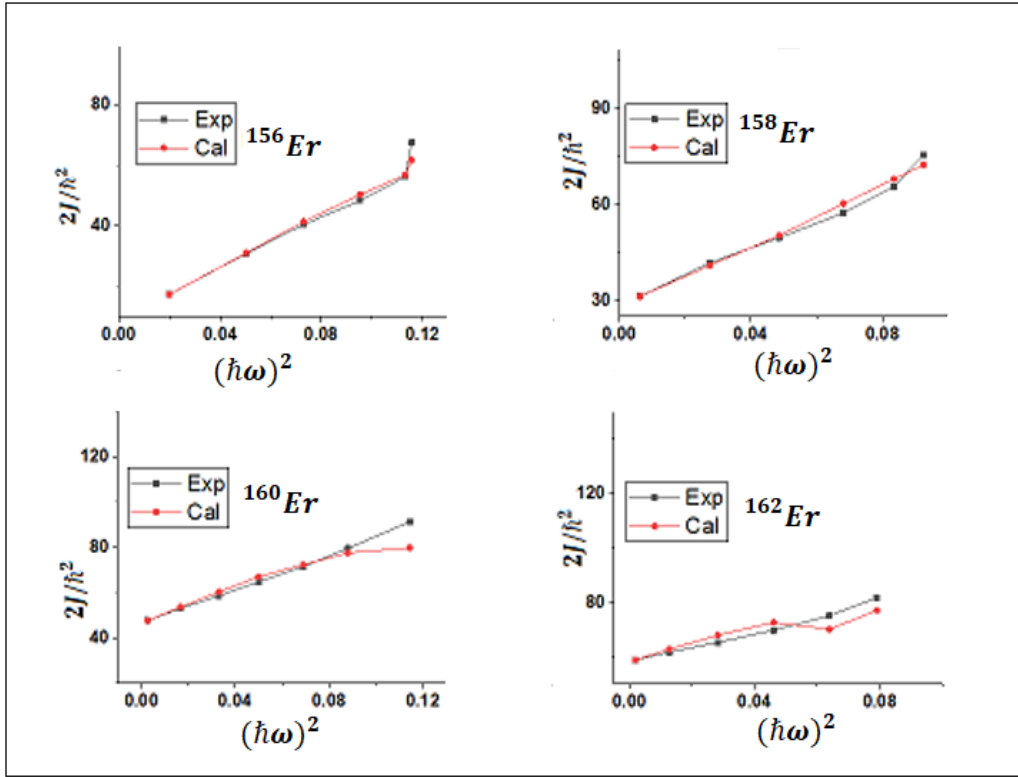 80
40
2J/ħ²
Exp
Cal
¹⁵⁶Er
0.00
0.04
0.08
0.12
(ħω)²
90
60
30
2J/ħ²
Exp
Cal
¹⁵⁸Er
0.00
0.04
0.08
(ħω)²
120
80
40
2J/ħ²
Exp
Cal
¹⁶⁰Er
0.00
0.04
0.08
0.12
(ħω)²
120
80
2J/ħ²
Exp
Cal
¹⁶²Er
0.00
0.04
0.08
(ħω)²